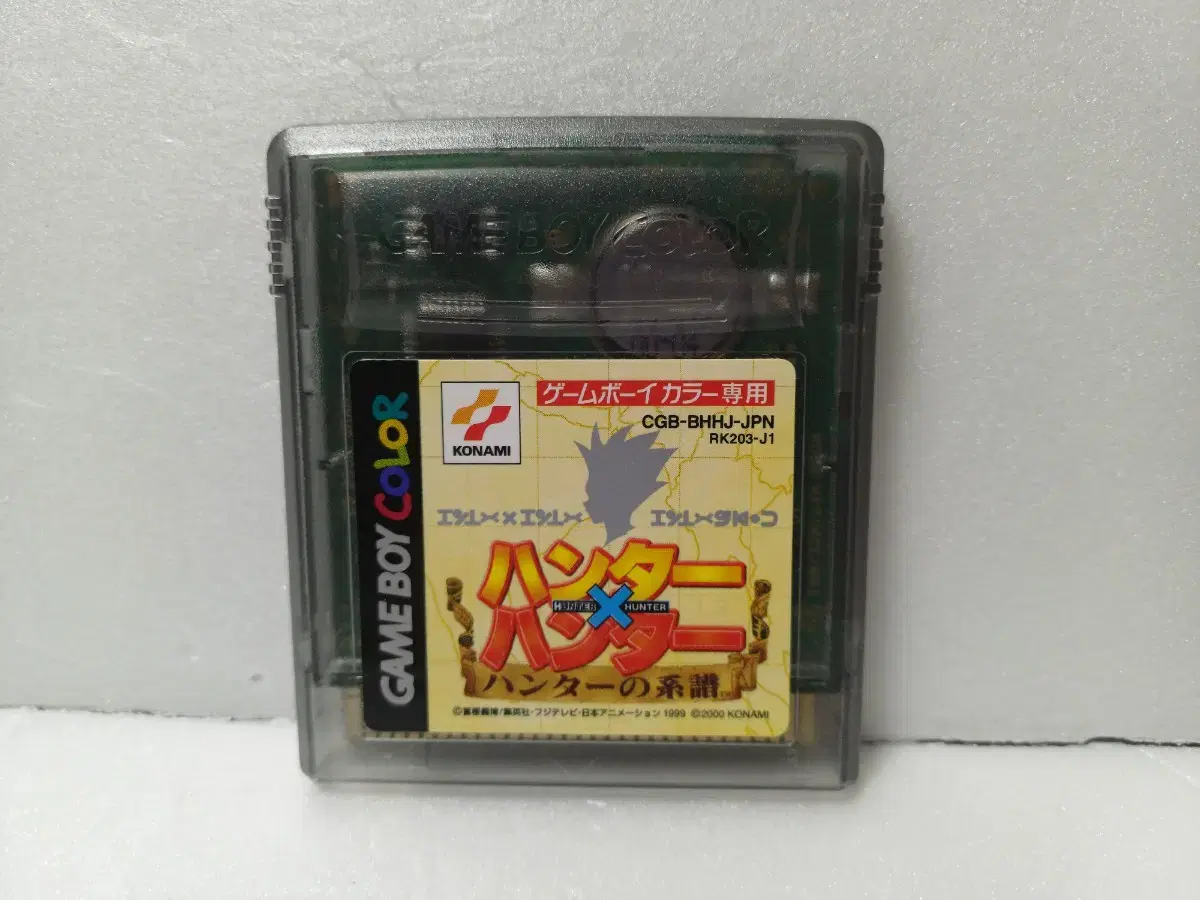 GAME BOY COLOR
GAME BOY COLOR
KONAMI
ゲームボーイカラー専用
CGB-BHHJ-JPN
RK203-J1
ハンター
HUNTER × HUNTER
ハンター
ハンターの系譜 TM
©冨樫義博/集英社・フジテレビ・日本アニメーション 1999 ©2000 KONAMI